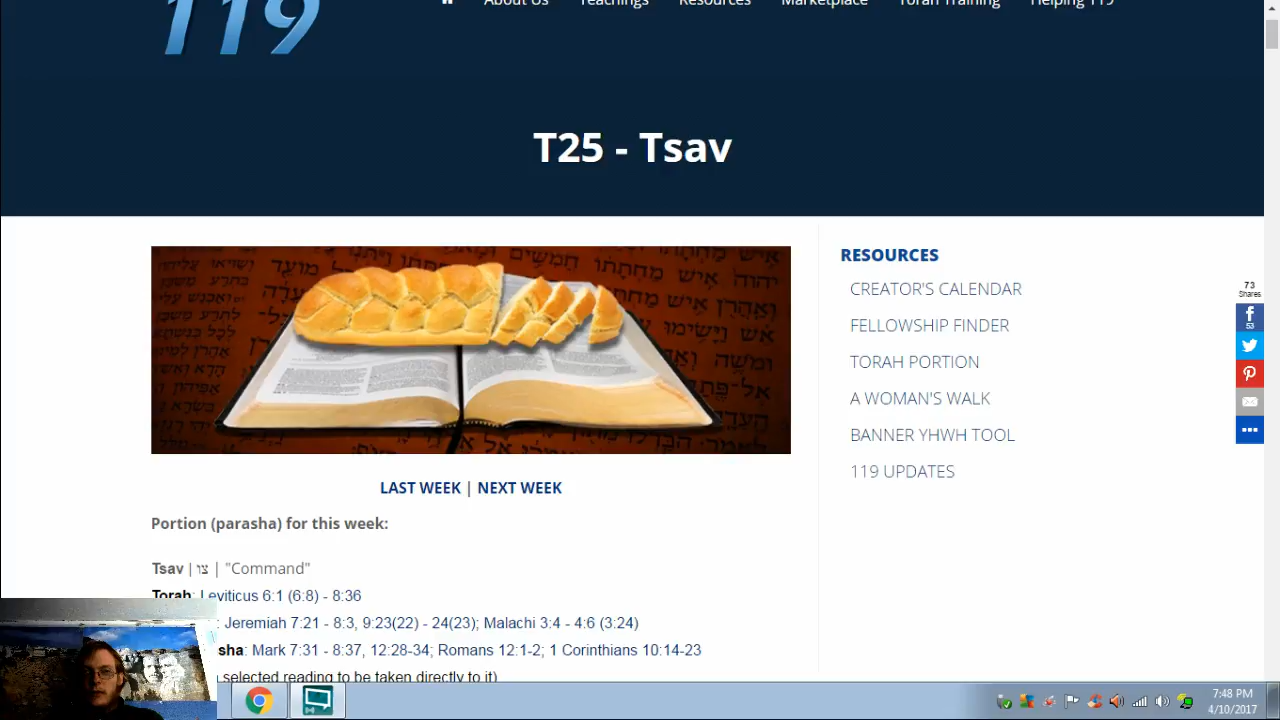 119
About Us Teachings Resources Marketplace Torah Training Helping 119
T25 - Tsav
RESOURCES
CREATOR'S CALENDAR
FELLOWSHIP FINDER
TORAH PORTION
A WOMAN'S WALK
BANNER YHWH TOOL
119 UPDATES
73
Shares
53
LAST WEEK | NEXT WEEK
Portion (parasha) for this week:
Tsav | צו | "Command"
Torah: Leviticus 6:1 (6:8) - 8:36
: Jeremiah 7:21 - 8:3, 9:23(22) - 24(23); Malachi 3:4 - 4:6 (3:24)
sha: Mark 7:31 - 8:37, 12:28-34; Romans 12:1-2; 1 Corinthians 10:14-23
selected reading to be taken directly to it)
7:48 PM
4/10/2017